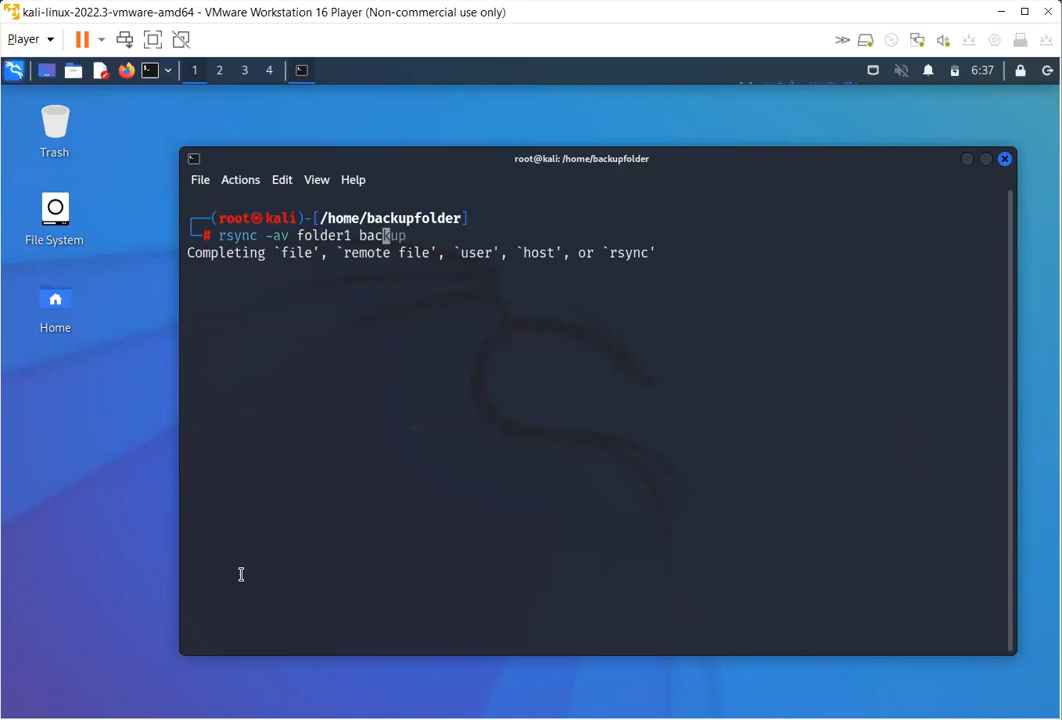 kali-linux-2022.3-vmware-amd64 - VMware Workstation 16 Player (Non-commercial use only)
Player
1 2 3 4
6:37
Trash
File System
Home
root@kali: /home/backupfolder
File Actions Edit View Help
┌──(root㉿kali)-[/home/backupfolder]
└─# rsync -av folder1 backup
Completing `file', `remote file', `user', `host', or `rsync'